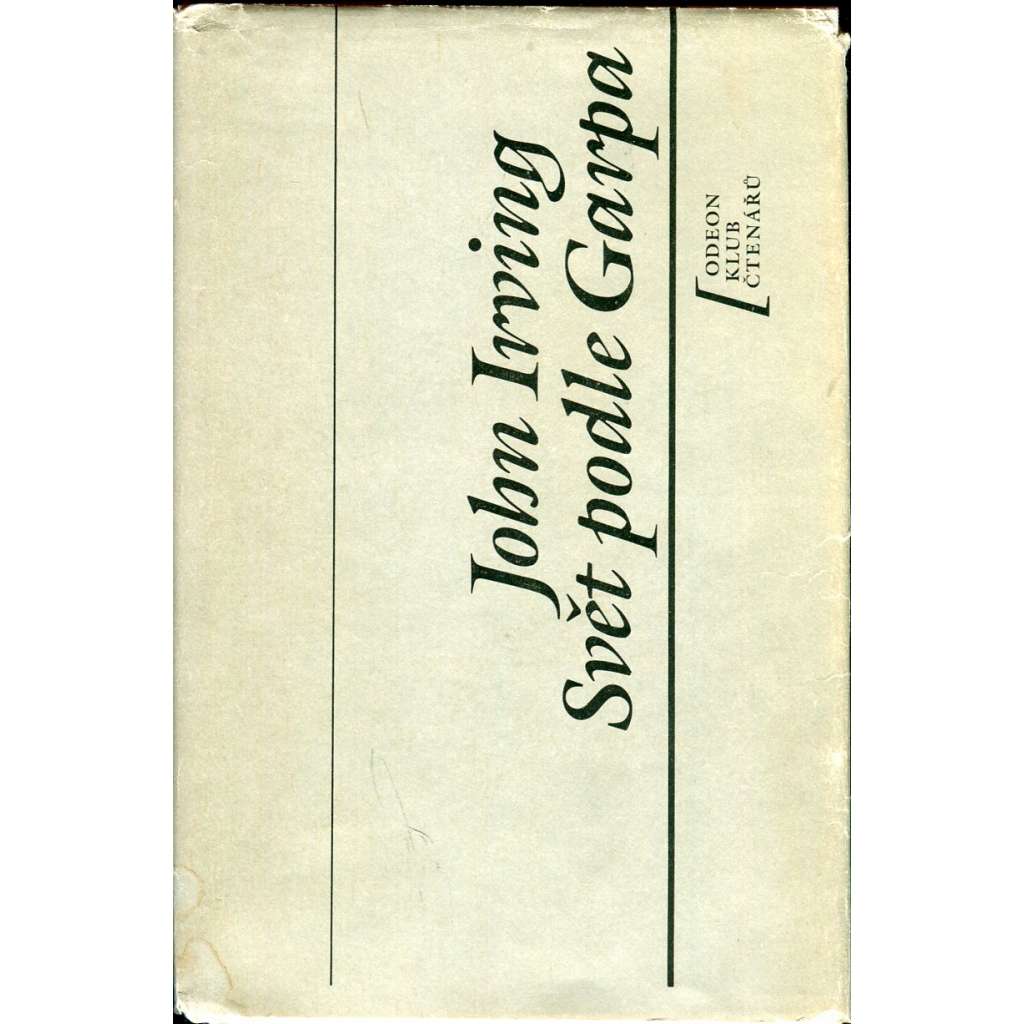 John Irving
Svět podle Garpa
ODEON
KLUB
ČTENÁŘŮ